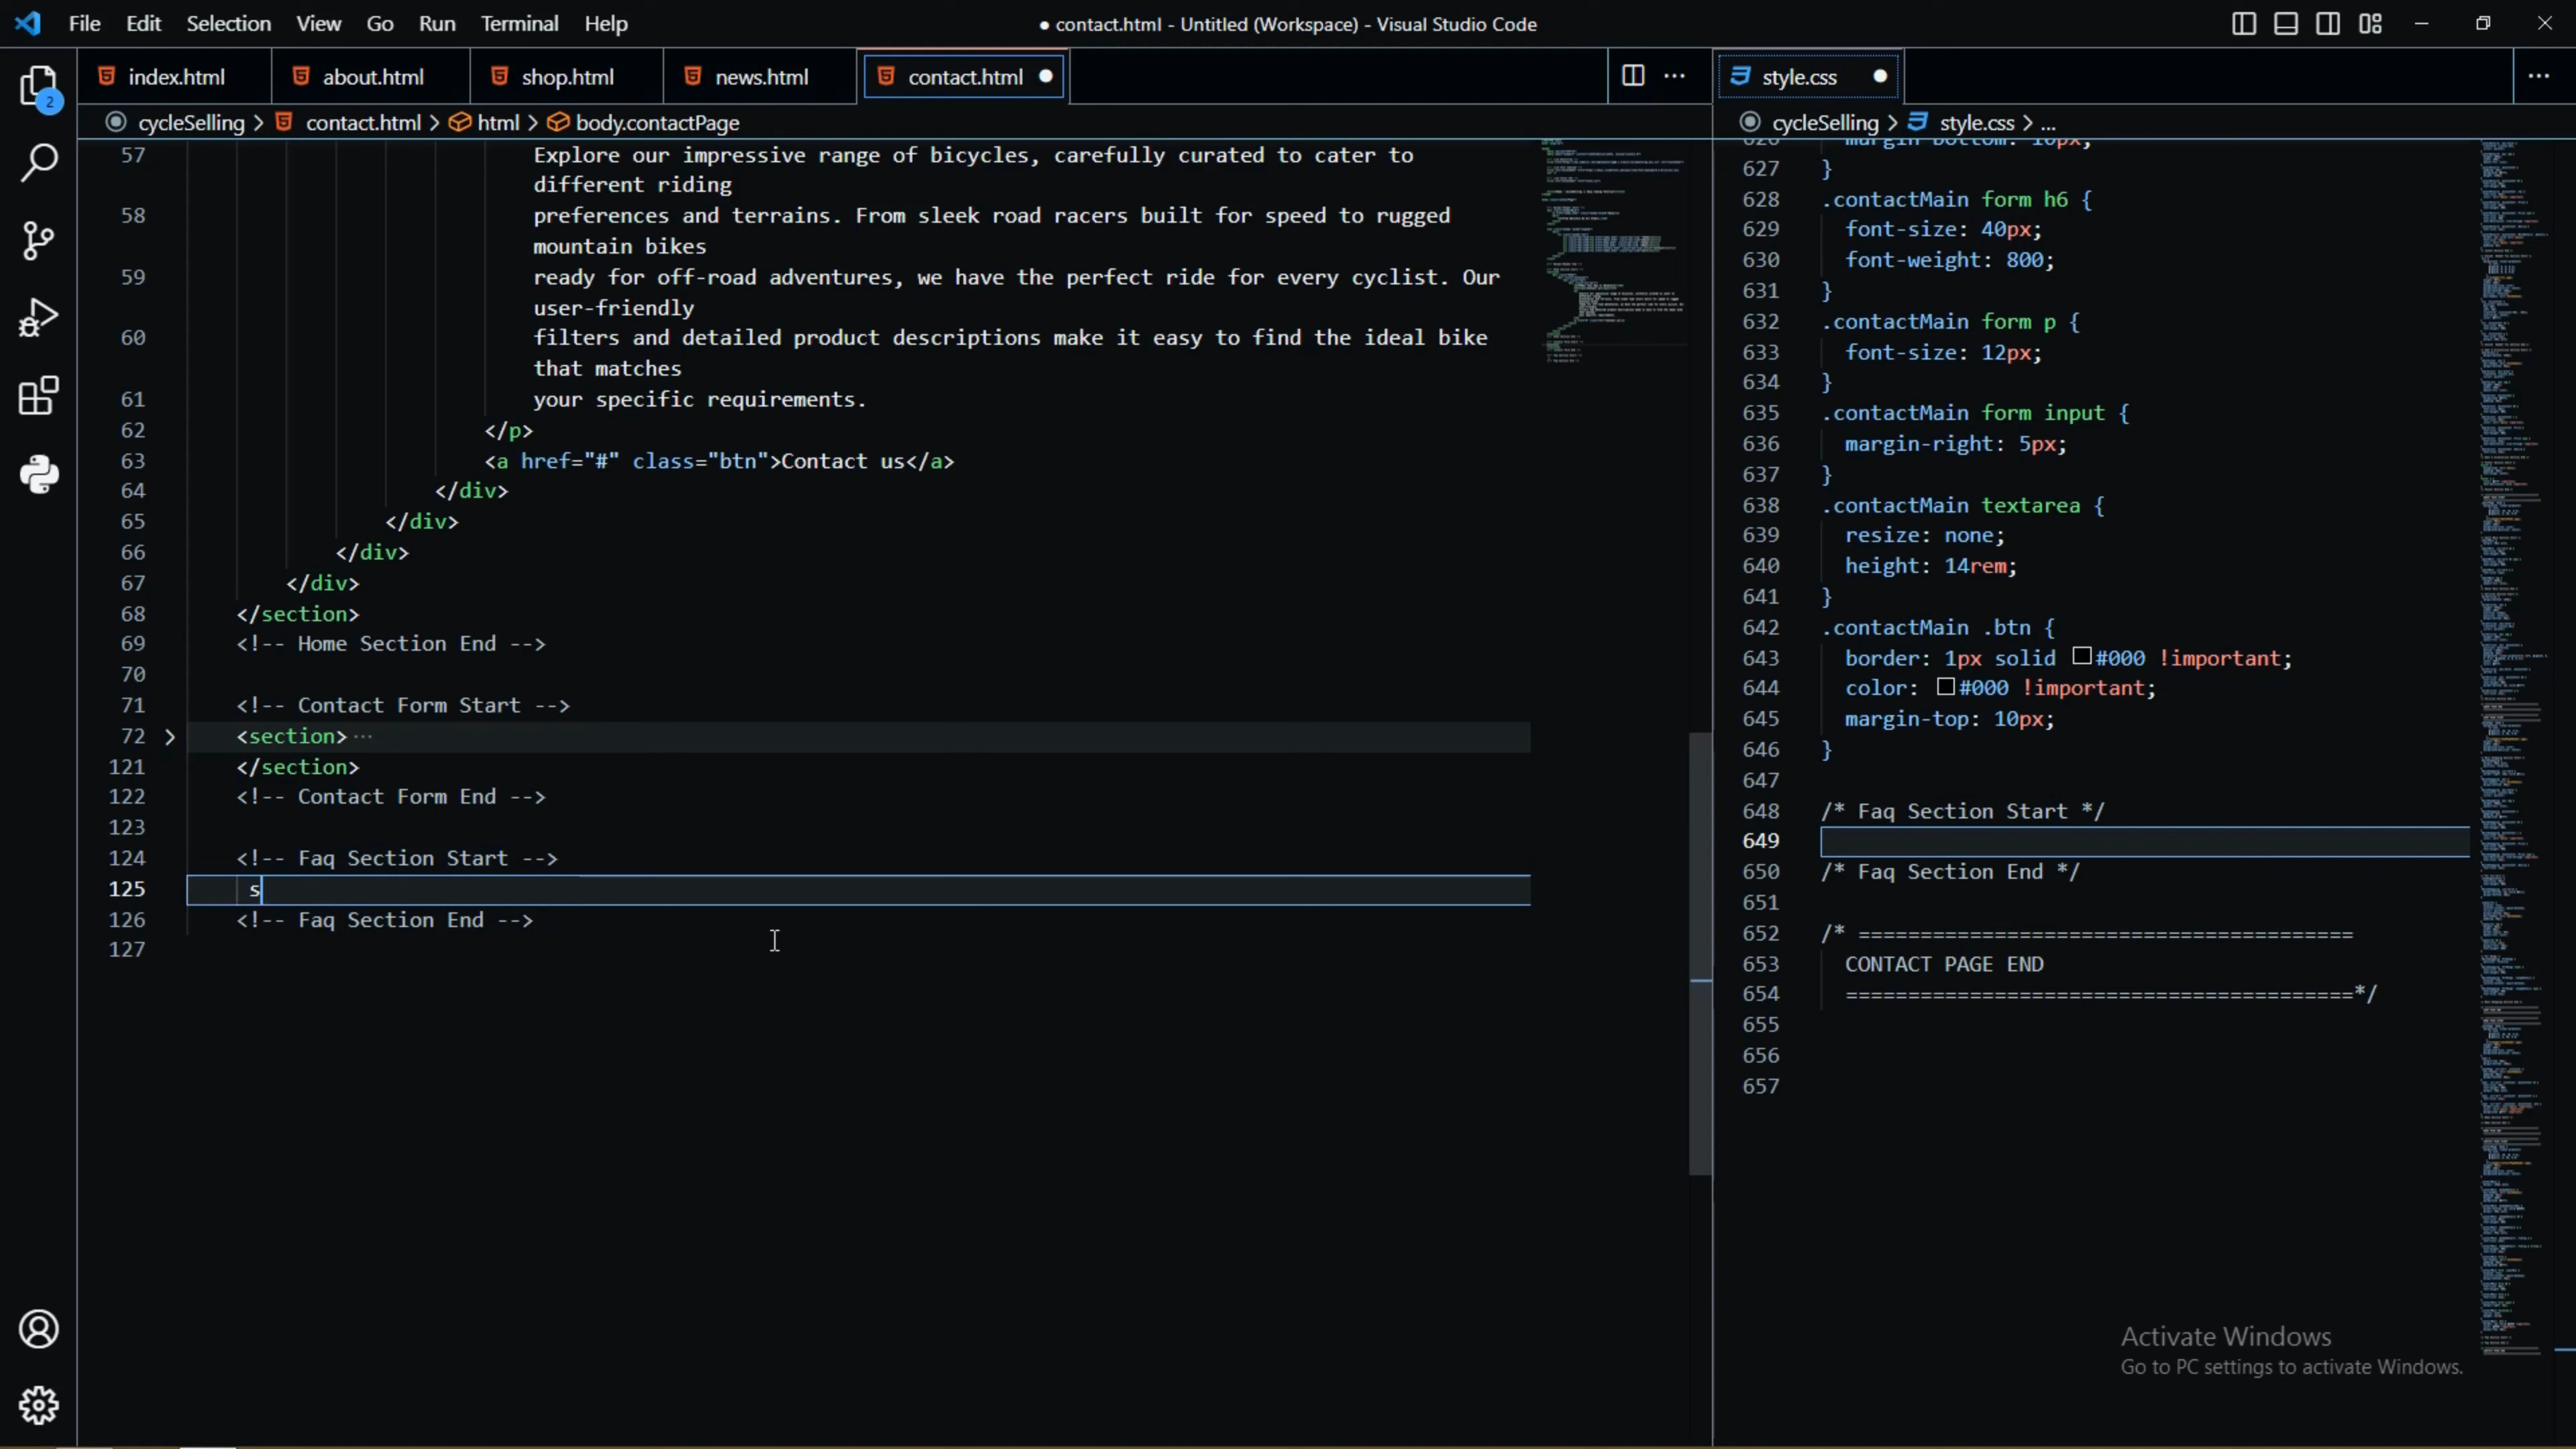 File Edit Selection View Go Run Terminal Help
● contact.html - Untitled (Workspace) - Visual Studio Code
index.html about.html shop.html news.html contact.html
style.css
cycleSelling > contact.html > html > body.contactPage
cycleSelling > style.css > ...
2
57 Explore our impressive range of bicycles, carefully curated to cater to
different riding
58 preferences and terrains. From sleek road racers built for speed to rugged
mountain bikes
59 ready for off-road adventures, we have the perfect ride for every cyclist. Our
user-friendly
60 filters and detailed product descriptions make it easy to find the ideal bike
that matches
61 your specific requirements.
62 </p>
63 <a href="#" class="btn">Contact us</a>
64 </div>
65 </div>
66 </div>
67 </div>
68 </section>
69 <!-- Home Section End -->
70
71 <!-- Contact Form Start -->
72 <section> ...
121 </section>
122 <!-- Contact Form End -->
123
124 <!-- Faq Section Start -->
125 s
126 <!-- Faq Section End -->
127
626 margin-bottom: 10px;
627 }
628 .contactMain form h6 {
629 font-size: 40px;
630 font-weight: 800;
631 }
632 .contactMain form p {
633 font-size: 12px;
634 }
635 .contactMain form input {
636 margin-right: 5px;
637 }
638 .contactMain textarea {
639 resize: none;
640 height: 14rem;
641 }
642 .contactMain .btn {
643 border: 1px solid #000 !important;
644 color: #000 !important;
645 margin-top: 10px;
646 }
647
648 /* Faq Section Start */
649
650 /* Faq Section End */
651
652 /* ========================================
653 CONTACT PAGE END
654 =========================================*/
655
656
657
Activate Windows
Go to PC settings to activate Windows.